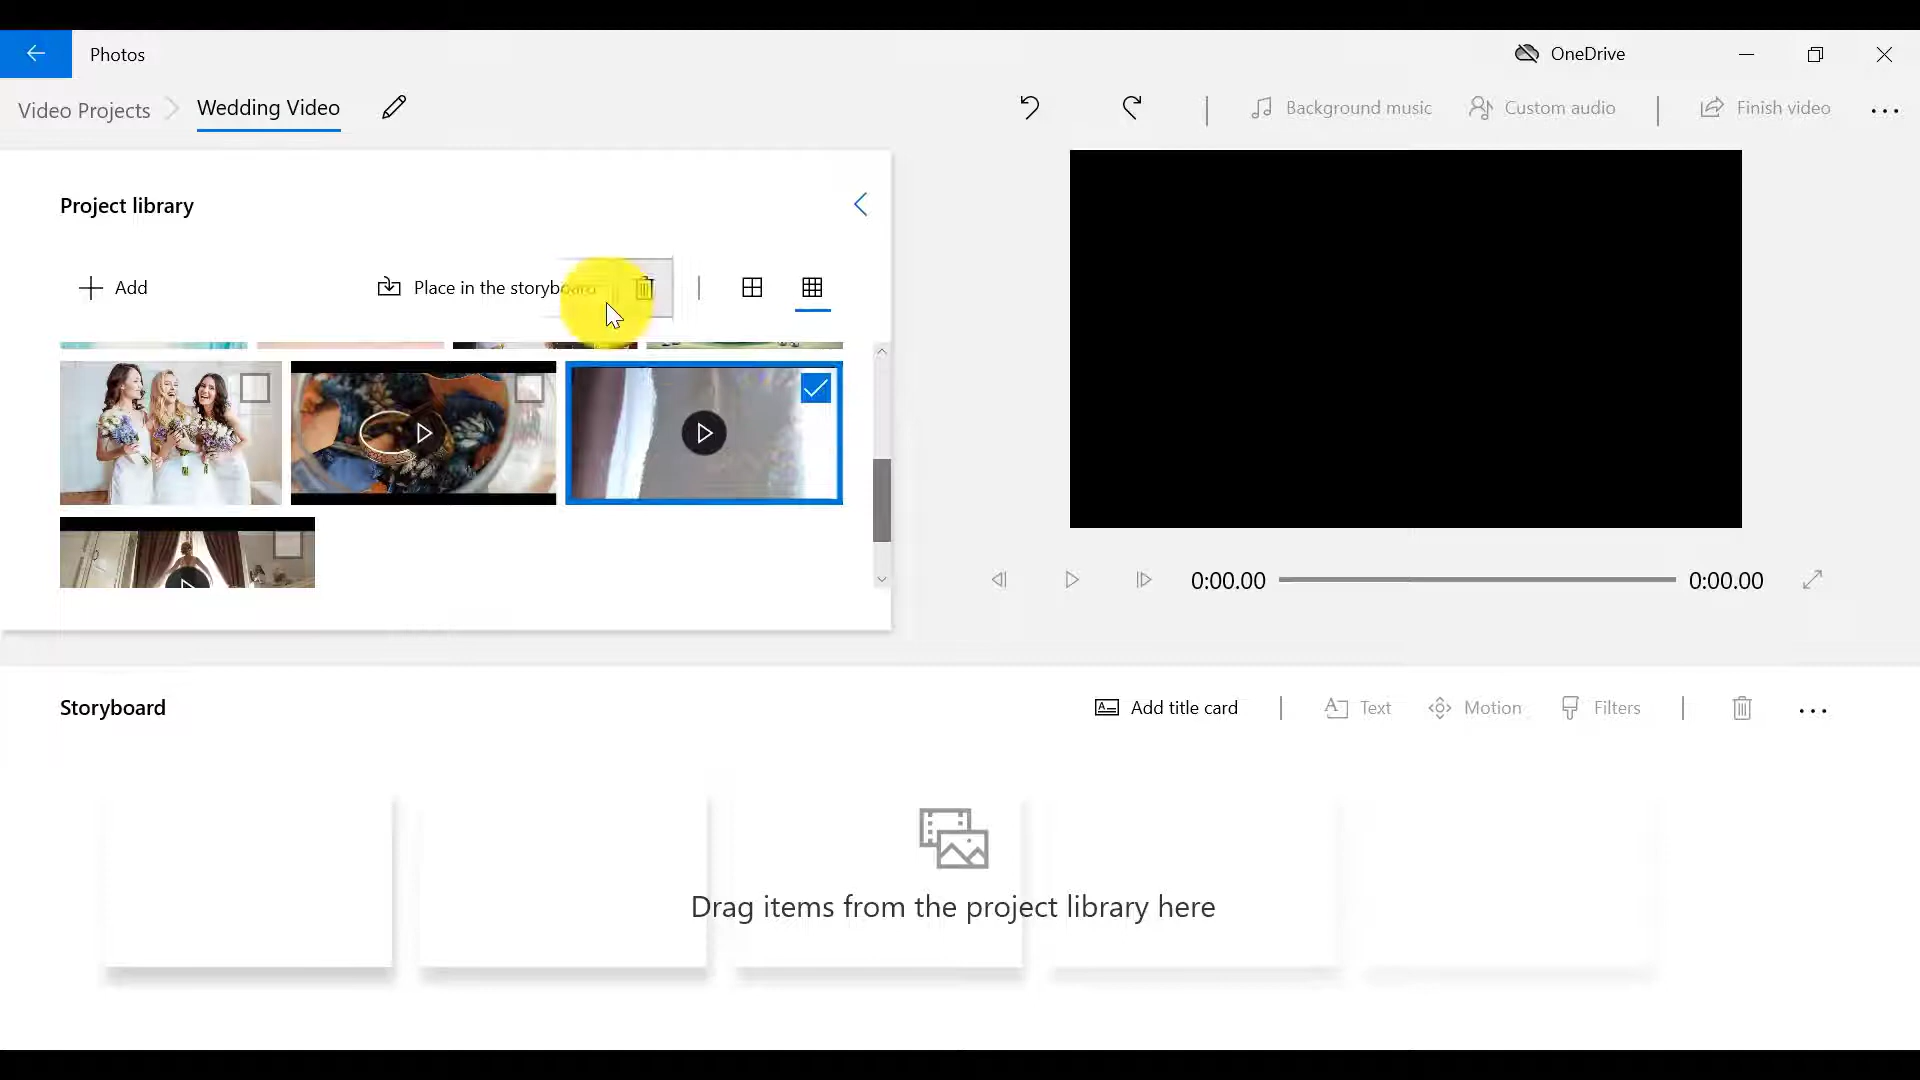 Photos
OneDrive
Video Projects
Wedding Video
Background music
Custom audio
Finish video
Project library
Add
Place in the storyboard
0:00.00
0:00.00
Storyboard
Add title card
Text
Motion
Filters
Drag items from the project library here